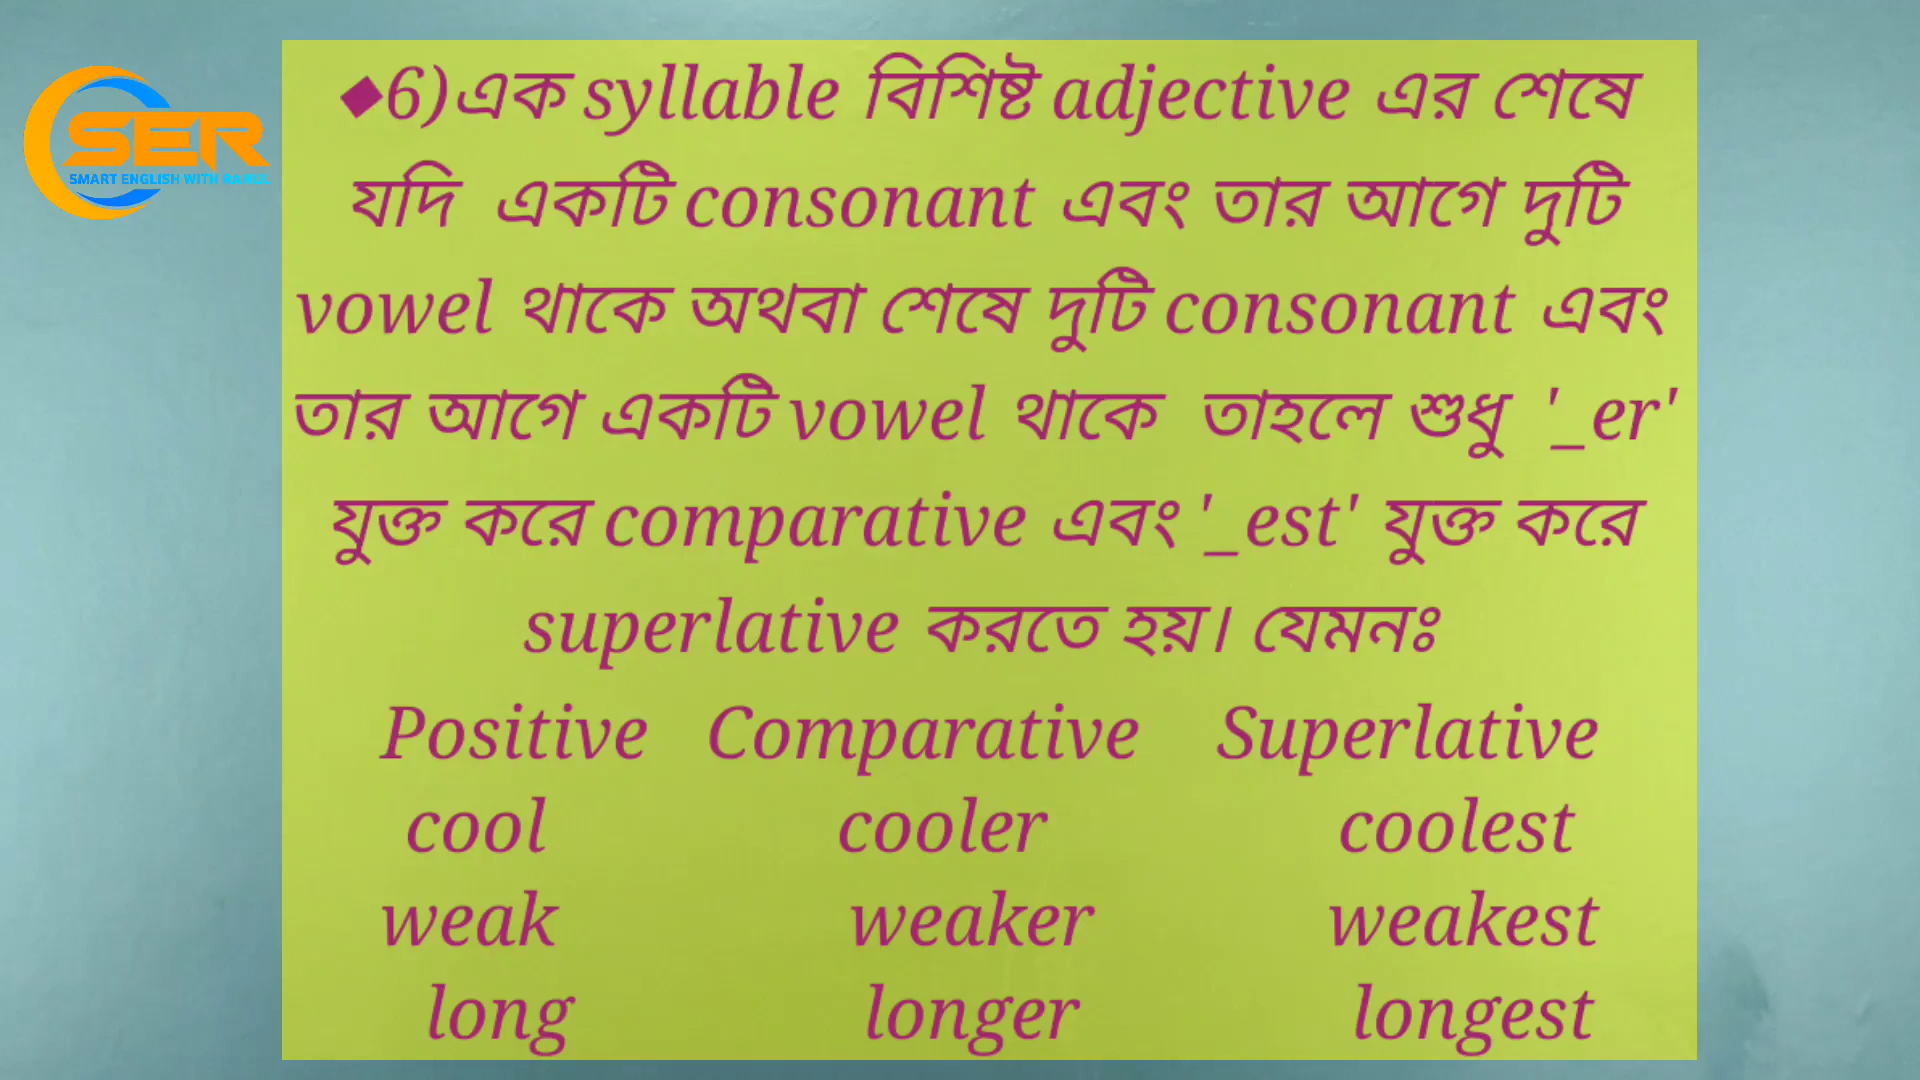 SER
SMART ENGLISH WITH RAHUL
◆6)এক syllable বিশিষ্ট adjective এর শেষে
যদি একটি consonant এবং তার আগে দুটি
vowel থাকে অথবা শেষে দুটি consonant এবং
তার আগে একটি vowel থাকে তাহলে শুধু '_er'
যুক্ত করে comparative এবং '_est' যুক্ত করে
superlative করতে হয়। যেমনঃ
Positive Comparative Superlative
cool cooler coolest
weak weaker weakest
long longer longest